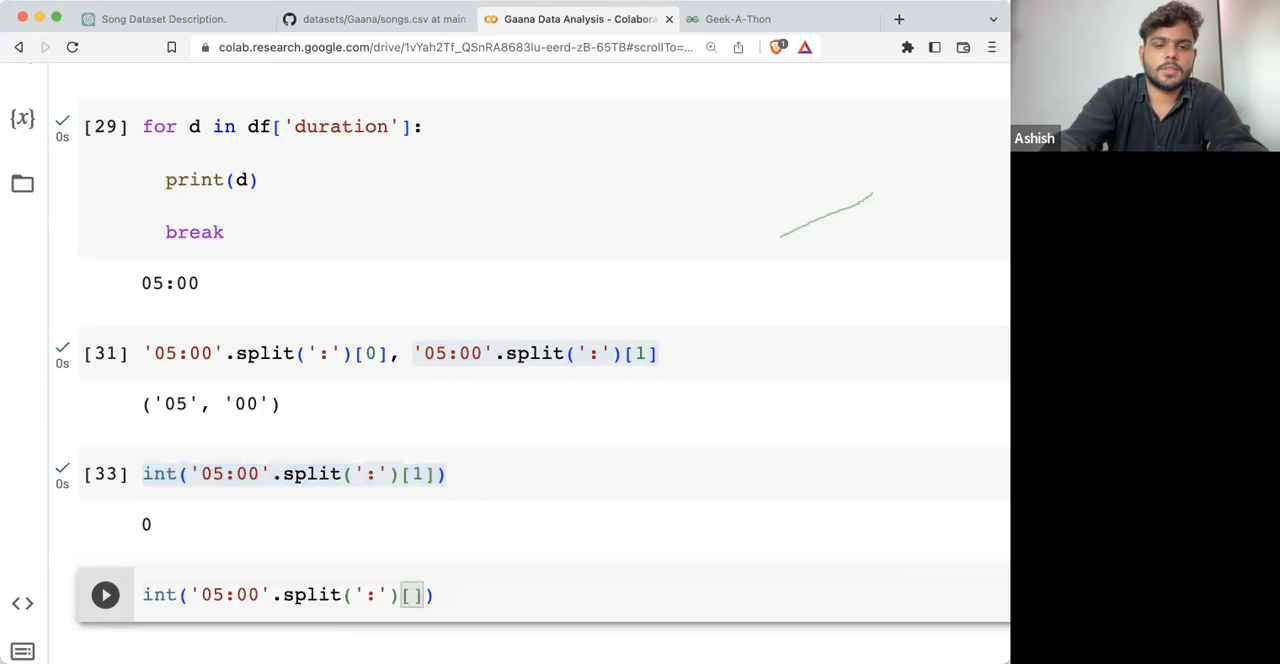 Song Dataset Description.
datasets/Gaana/songs.csv at main
Gaana Data Analysis - Colabora
Geek-A-Thon
colab.research.google.com/drive/1vYah2Tf_QSnRA8683lu-eerd-zB-65TB#scrollTo=...
1
Ashish
{x}
0s
[29] for d in df['duration']:
print(d)
break
05:00
0s
[31] '05:00'.split(':')[0], '05:00'.split(':')[1]
('05', '00')
0s
[33] int('05:00'.split(':')[1])
0
int('05:00'.split(':')[])